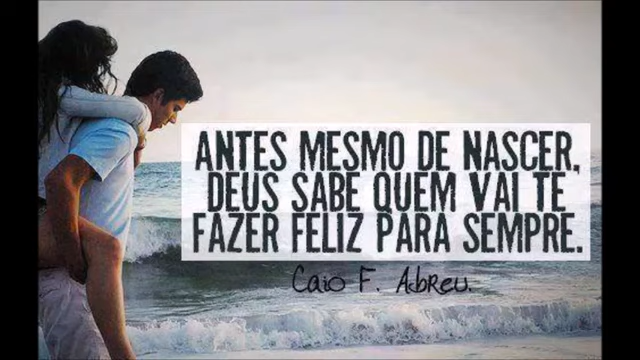 ANTES MESMO DE NASCER,
DEUS SABE QUEM VAI TE
FAZER FELIZ PARA SEMPRE.
Caio F. Abreu.